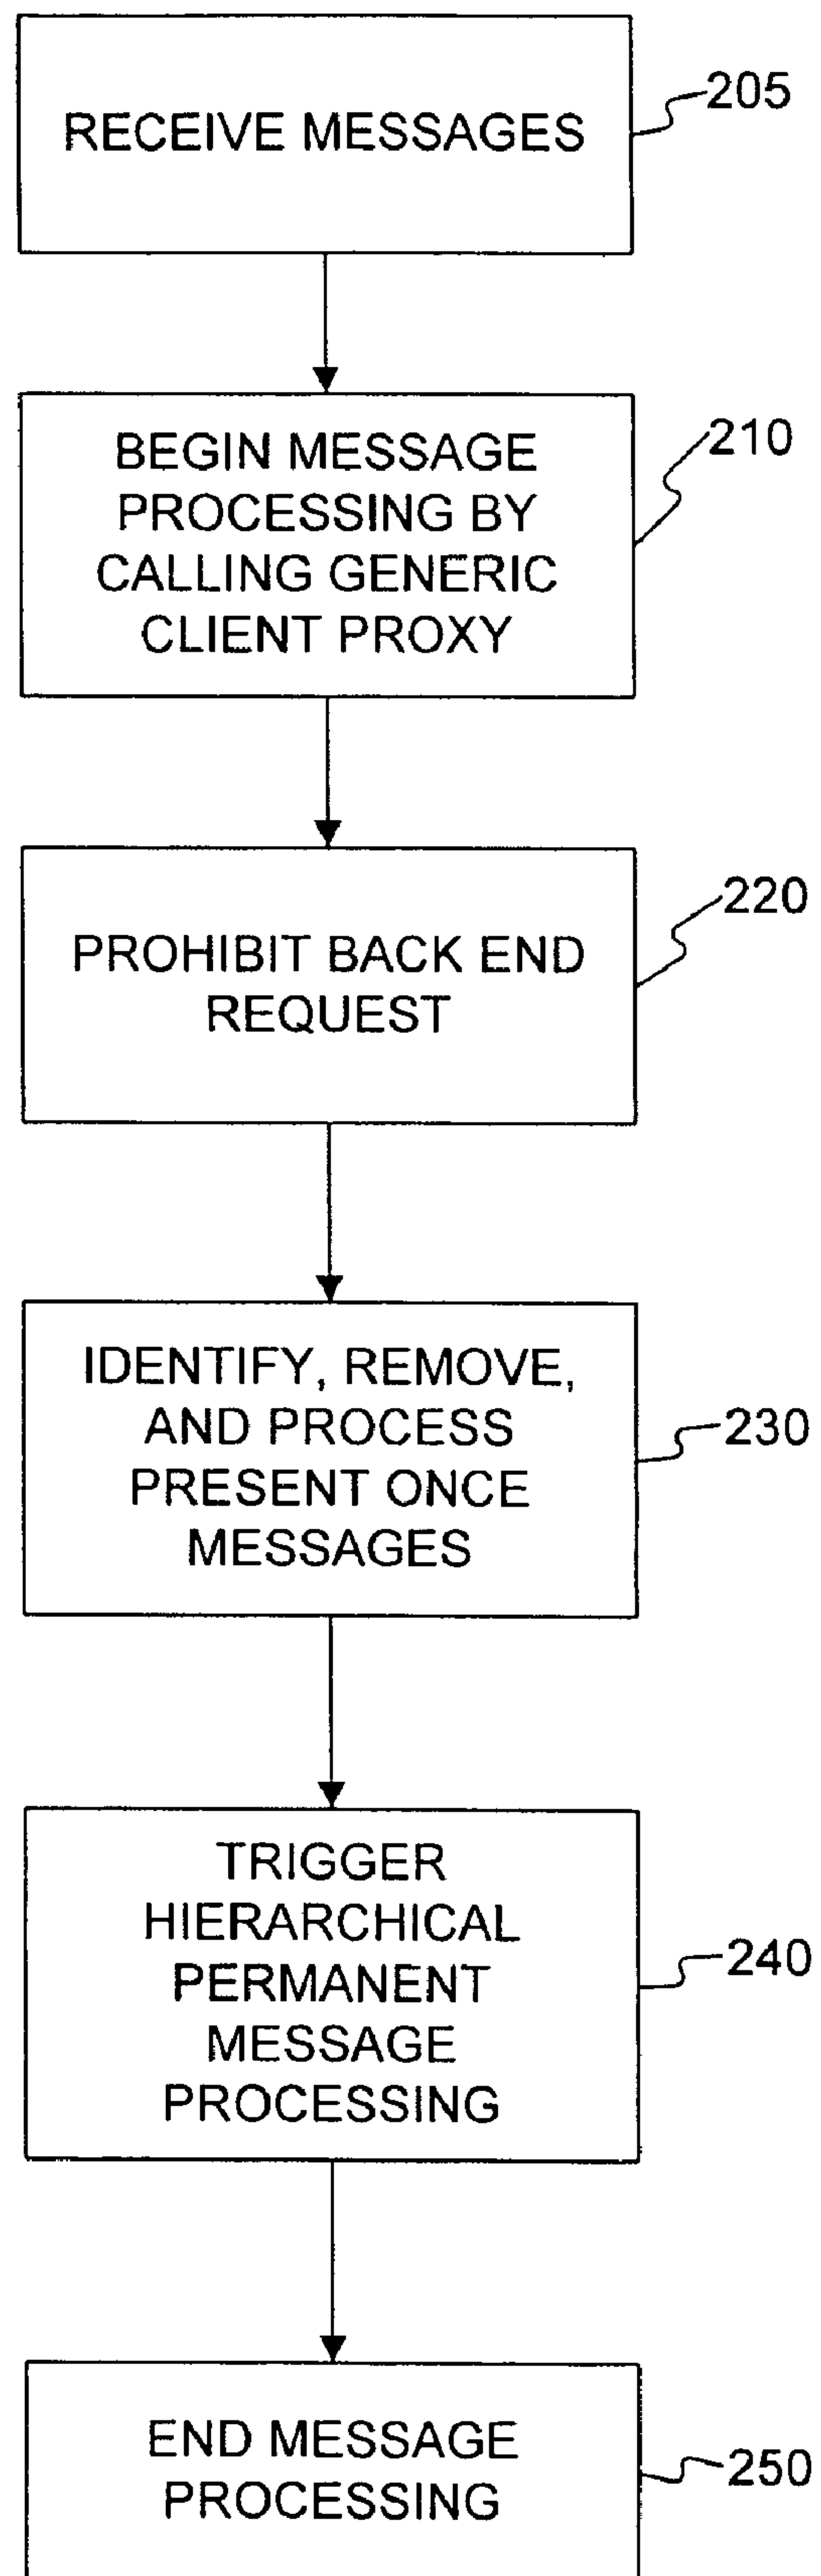 RECEIVE MESSAGES
205
BEGIN MESSAGE
PROCESSING BY
CALLING GENERIC
CLIENT PROXY
210
PROHIBIT BACK END
REQUEST
220
IDENTIFY, REMOVE,
AND PROCESS
PRESENT ONCE
MESSAGES
230
TRIGGER
HIERARCHICAL
PERMANENT
MESSAGE
PROCESSING
240
END MESSAGE
PROCESSING
250